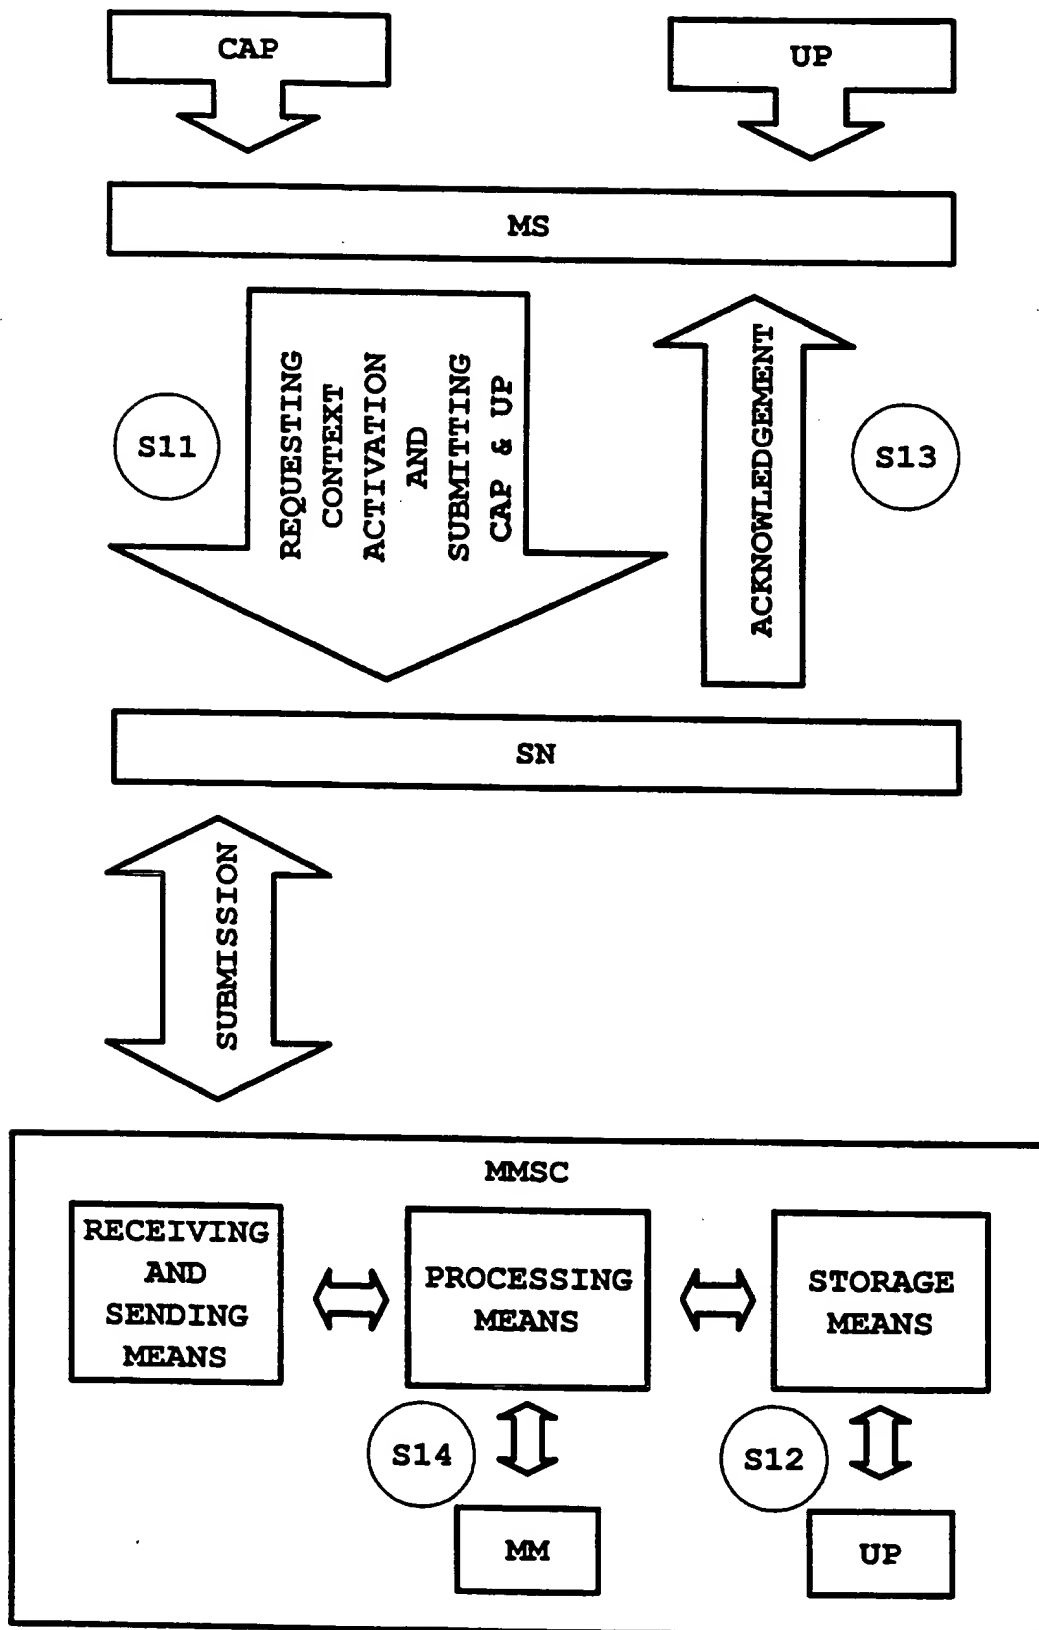 CAP
UP
MS
S11
REQUESTING
CONTEXT
ACTIVATION
AND
SUBMITTING
CAP & UP
ACKNOWLEDGEMENT
S13
SN
SUBMISSION
MMSC
RECEIVING
AND
SENDING
MEANS
PROCESSING
MEANS
STORAGE
MEANS
S14
S12
MM
UP